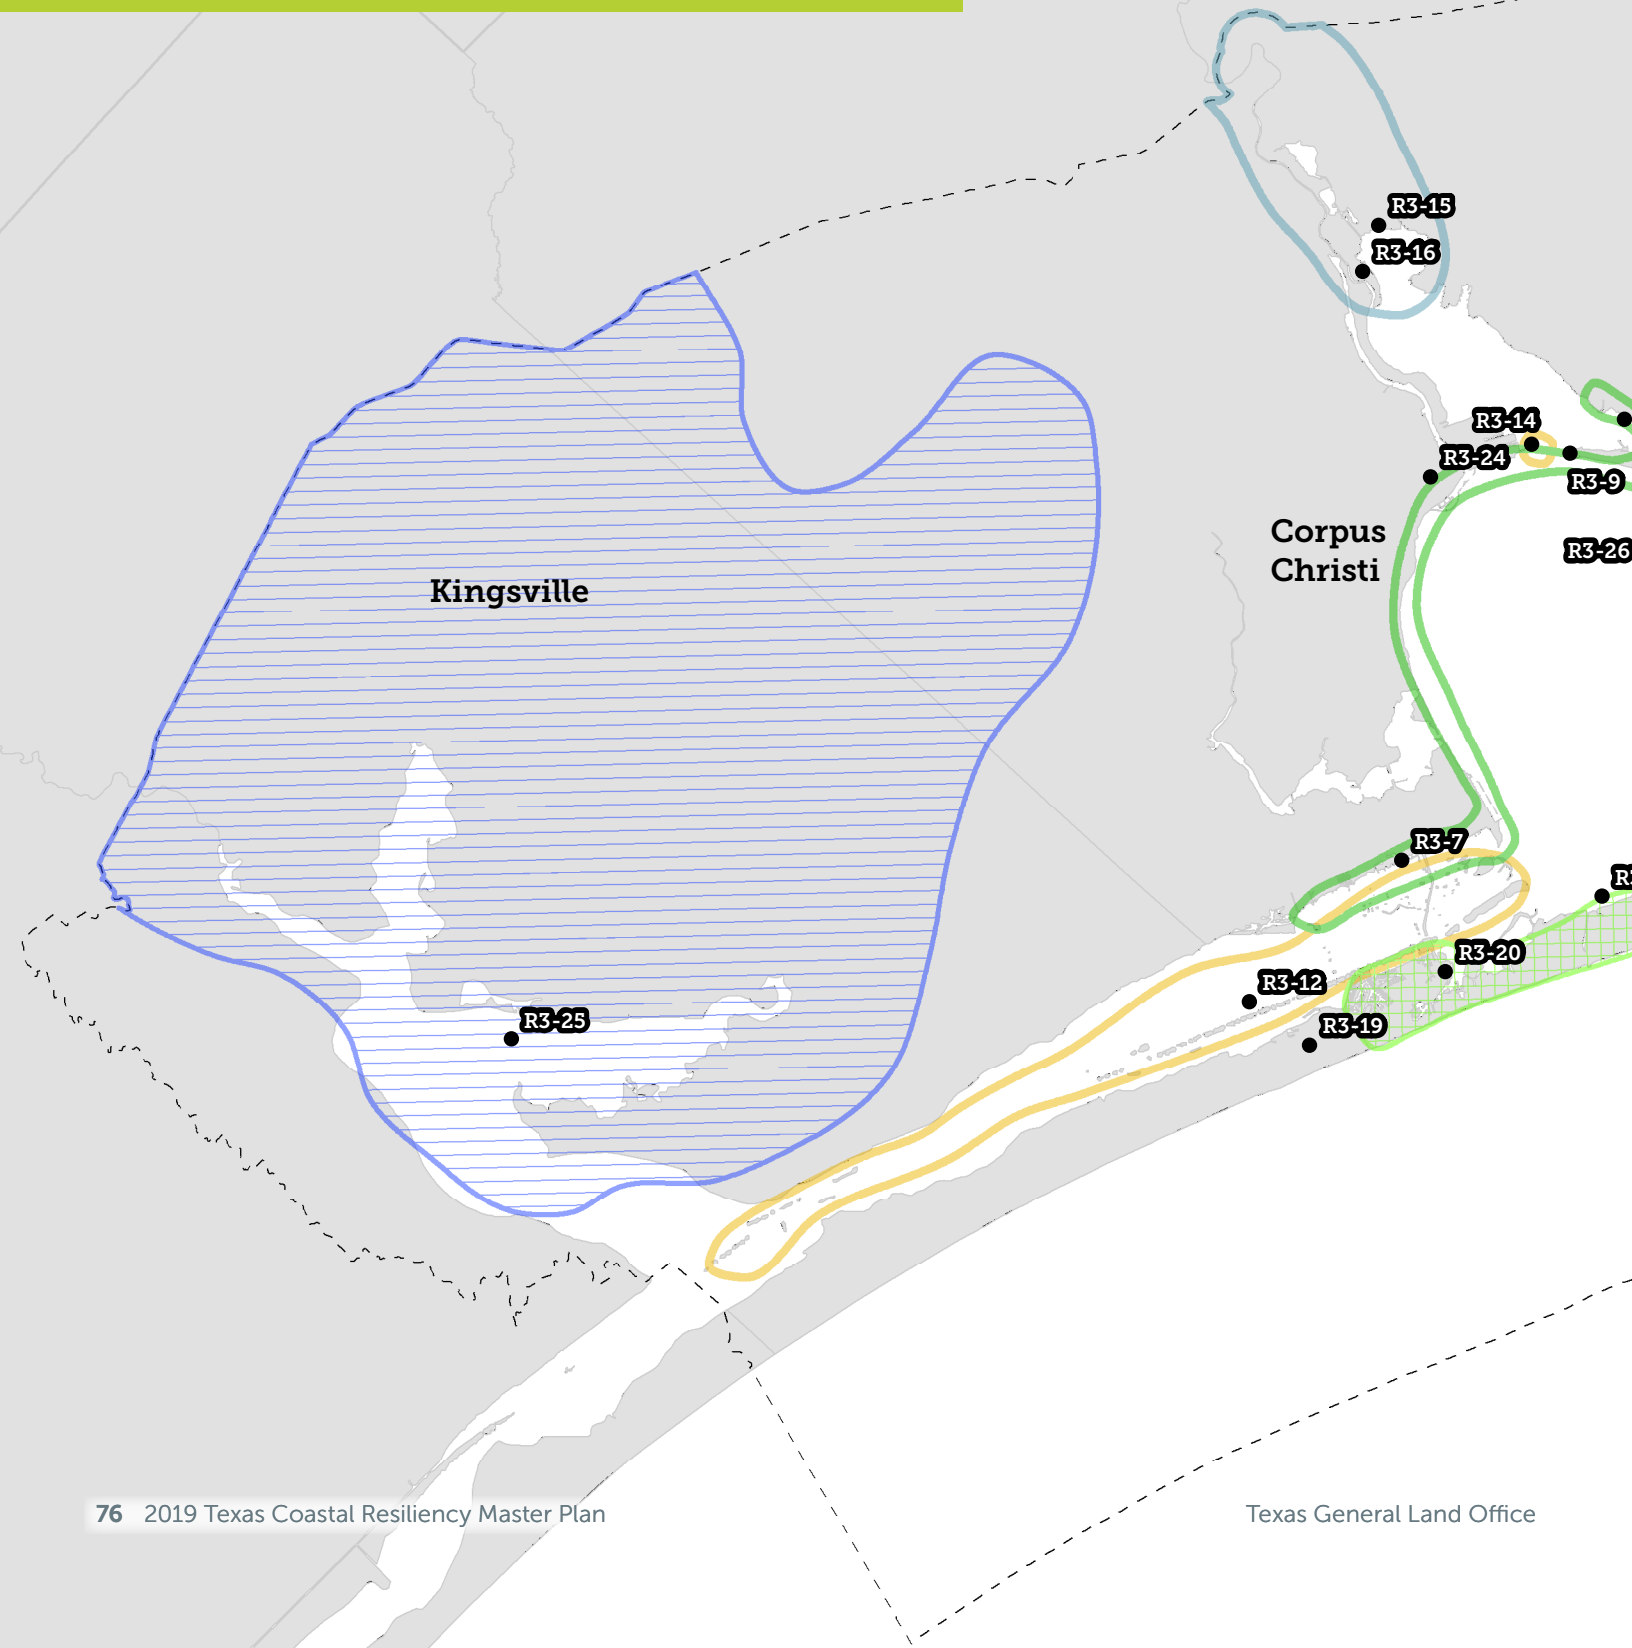 R3-15
R3-16
R3-14
R3-24
R3-9
Corpus
Christi
R3-26
Kingsville
R3-7
R3-20
R3-12
R3-19
R3-25
76 2019 Texas Coastal Resiliency Master Plan
Texas General Land Office